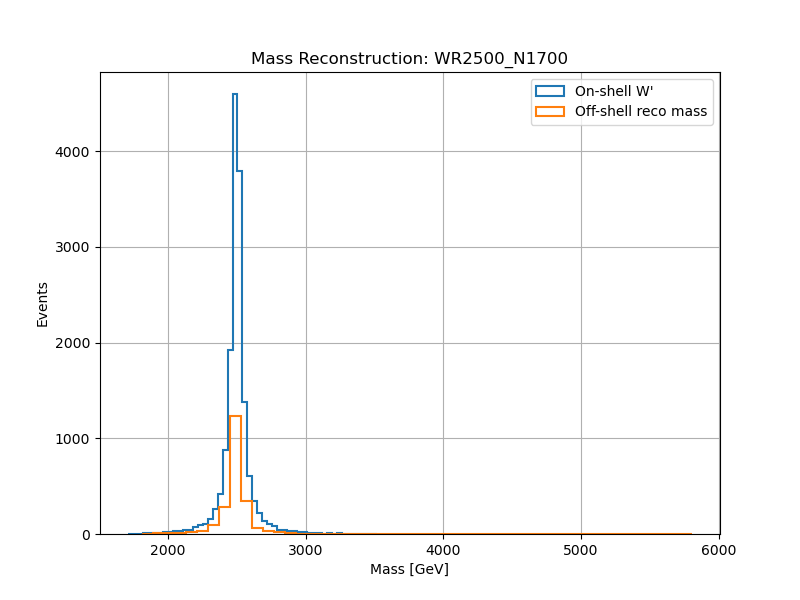 Mass Reconstruction: WR2500_N1700
On-shell W'
Off-shell reco mass
4000
3000
2000
1000
0
Events
2000 3000 4000 5000 6000
Mass [GeV]